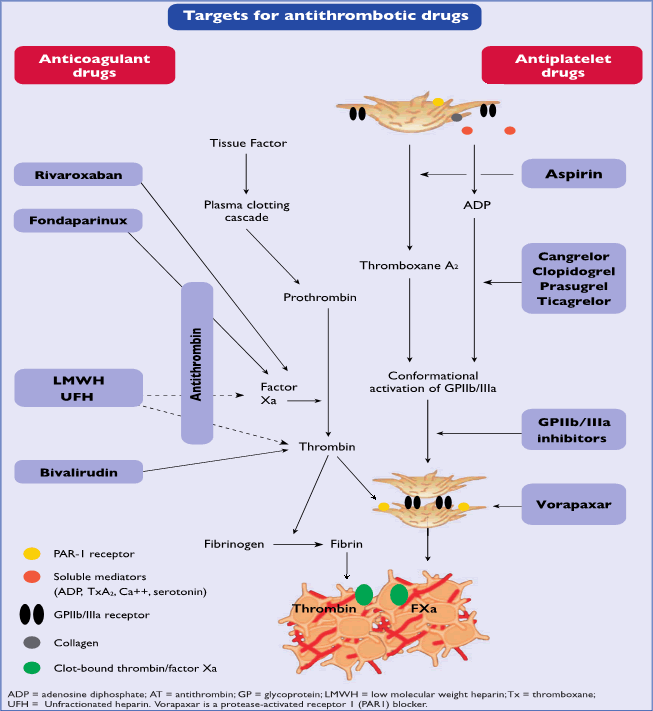 Targets for antithrombotic drugs
Anticoagulant
drugs
Antiplatelet
drugs
Tissue Factor
Rivaroxaban
Aspirin
Plasma clotting
cascade
ADP
Fondaparinux
Thromboxane A₂
Cangrelor
Clopidogrel
Prasugrel
Ticagrelor
Prothrombin
Antithrombin
LMWH
UFH
Factor
Xa
Conformational
activation of GPIIb/IIIa
GPIIb/IIIa
inhibitors
Thrombin
Bivalirudin
Vorapaxar
Fibrinogen
Fibrin
Thrombin
FXa
PAR-1 receptor
Soluble mediators
(ADP, TxA₂, Ca++, serotonin)
GPIIb/IIIa receptor
Collagen
Clot-bound thrombin/factor Xa
ADP = adenosine diphosphate; AT = antithrombin; GP = glycoprotein; LMWH = low molecular weight heparin; Tx = thromboxane;
UFH = Unfractionated heparin. Vorapaxar is a protease-activated receptor 1 (PAR1) blocker.